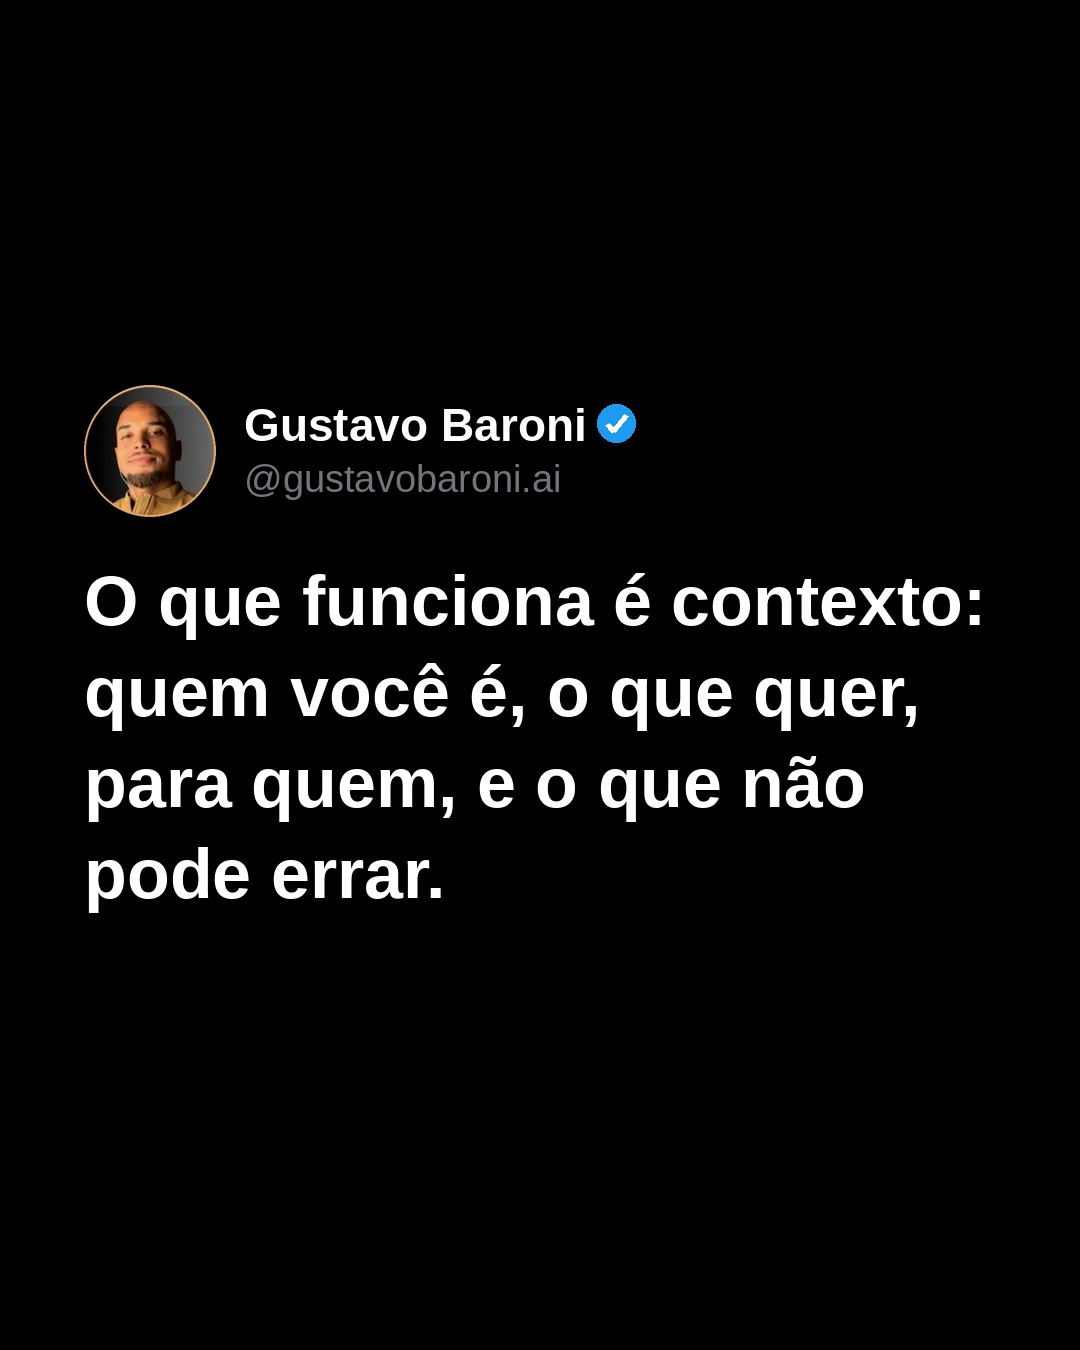 Gustavo Baroni
@gustavobaroni.ai
O que funciona é contexto:
quem você é, o que quer,
para quem, e o que não
pode errar.